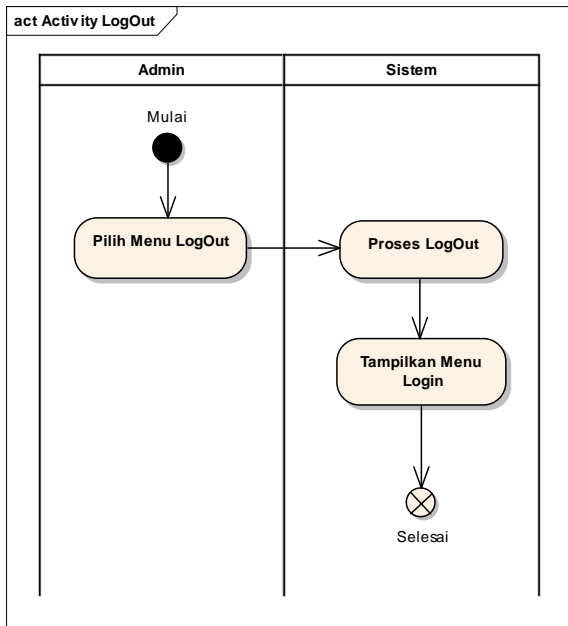 act Activity LogOut
Admin
Sistem
Mulai
Pilih Menu LogOut
Proses LogOut
Tampilkan Menu
Login
Selesai